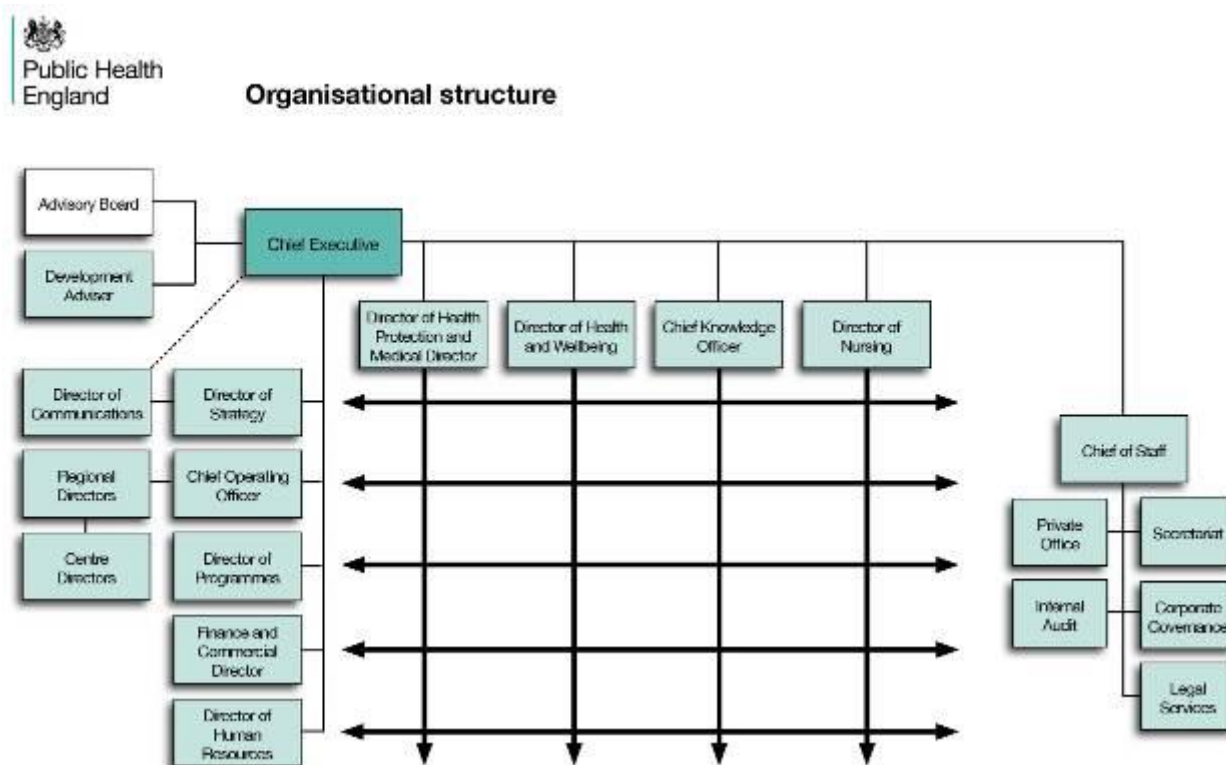 Public Health
England
Organisational structure
Advisory Board
Chief Executive
Development
Adviser
Director of Health
Protection and
Medical Director
Director of Health
and Wellbeing
Chief Knowledge
Officer
Director of
Nursing
Director of
Communications
Director of
Strategy
Chief of Staff
Regional
Directors
Chief Operating
Officer
Private
Office
Secretariat
Centre
Directors
Director of
Programmes
Internal
Audit
Corporate
Governance
Finance and
Commercial
Director
Legal
Services
Director of
Human
Resources